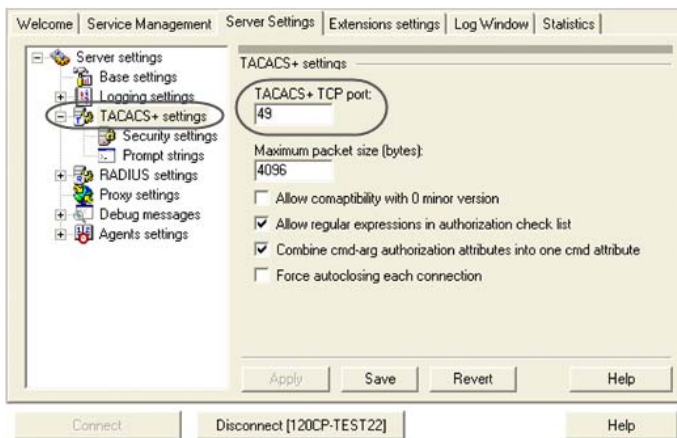 Welcome Service Management Server Settings Extensions settings Log Window Statistics
Server settings
Base settings
Logging settings
TACACS+ settings
Security settings
Prompt strings
RADIUS settings
Proxy settings
Debug messages
Agents settings
TACACS+ settings
TACACS+ TCP port:
49
Maximum packet size (bytes):
4096
Allow comaptibility with 0 minor version
Allow regular expressions in authorization check list
Combine cmd-arg authorization attributes into one cmd attribute
Force autoclosing each connection
Apply Save Revert Help
Connect Disconnect [120CP-TEST22] Help